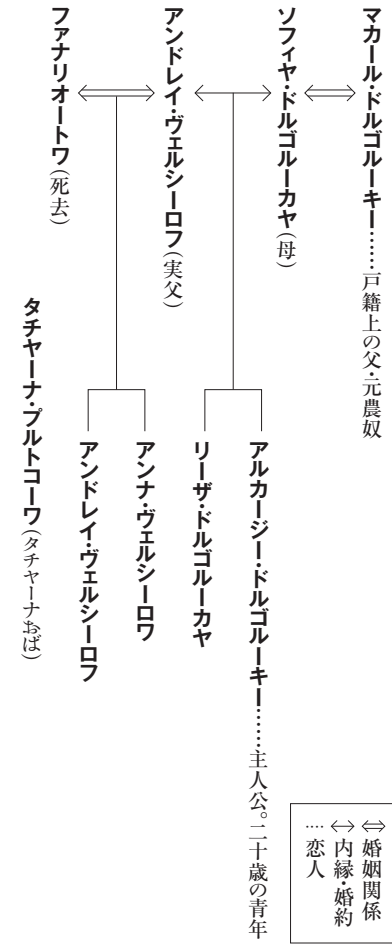 マカール・ドルゴルーキー……戸籍上の父・元農奴
ソフィヤ・ドルゴルーカヤ(母)
アンドレイ・ヴェルシーロフ(実父)
ファナリオートワ(死去)
アルカージー・ドルゴルーキー……主人公。二十歳の青年
リーザ・ドルゴルーカヤ
アンナ・ヴェルシーロワ
アンドレイ・ヴェルシーロフ
タチヤーナ・プルトコーワ(タチヤーナおば)
⇔ 婚姻関係
↔ 内縁・婚約
…… 恋人